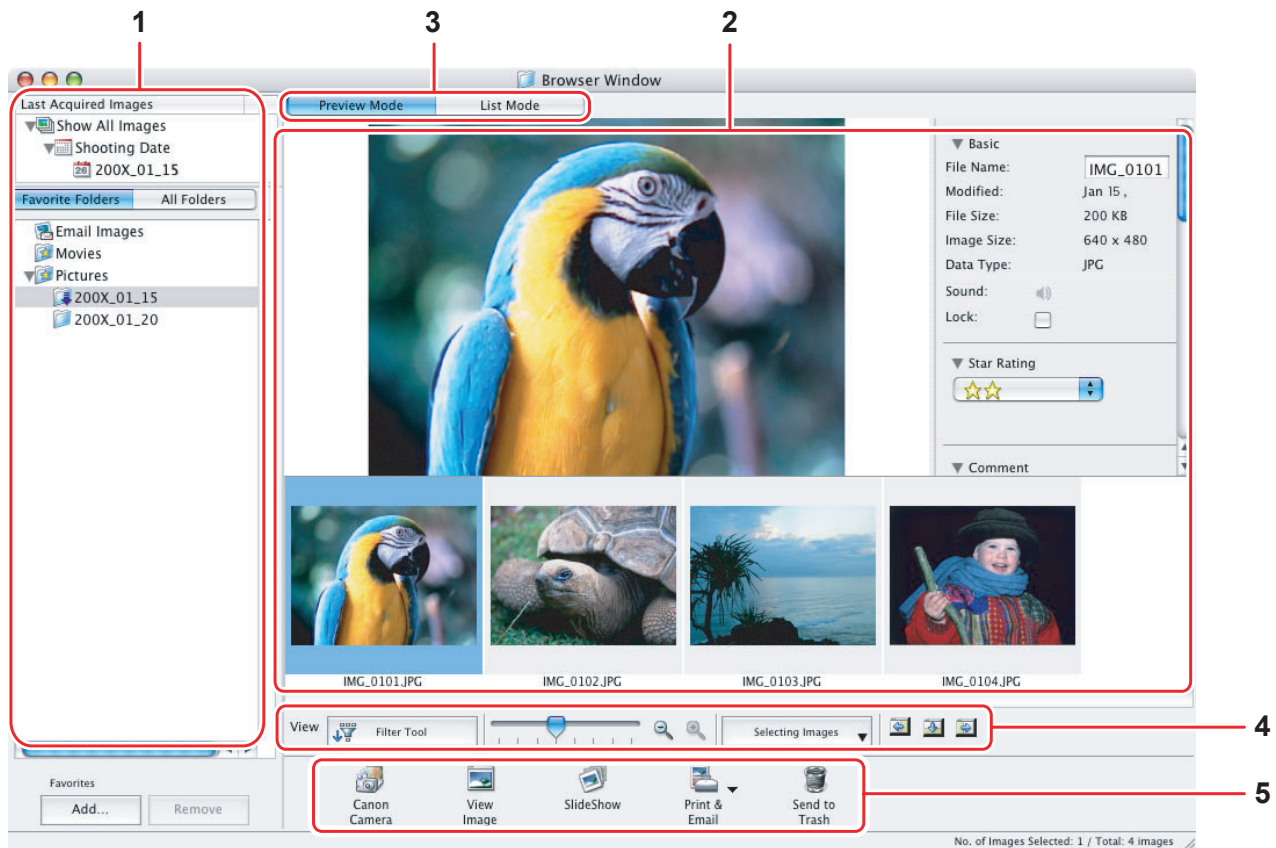 1
3
2
Browser Window
Last Acquired Images
Show All Images
Shooting Date
26 200X_01_15
Favorite Folders All Folders
Email Images
Movies
Pictures
200X_01_15
200X_01_20
Preview Mode List Mode
Basic
File Name: IMG_0101
Modified: Jan 15 ,
File Size: 200 KB
Image Size: 640 x 480
Data Type: JPG
Sound:
Lock:
Star Rating
Comment
IMG_0101.JPG IMG_0102.JPG IMG_0103.JPG IMG_0104.JPG
View Filter Tool Selecting Images
4
Favorites
Add... Remove
Canon Camera
View Image
SlideShow
Print & Email
Send to Trash
5
No. of Images Selected: 1 / Total: 4 images